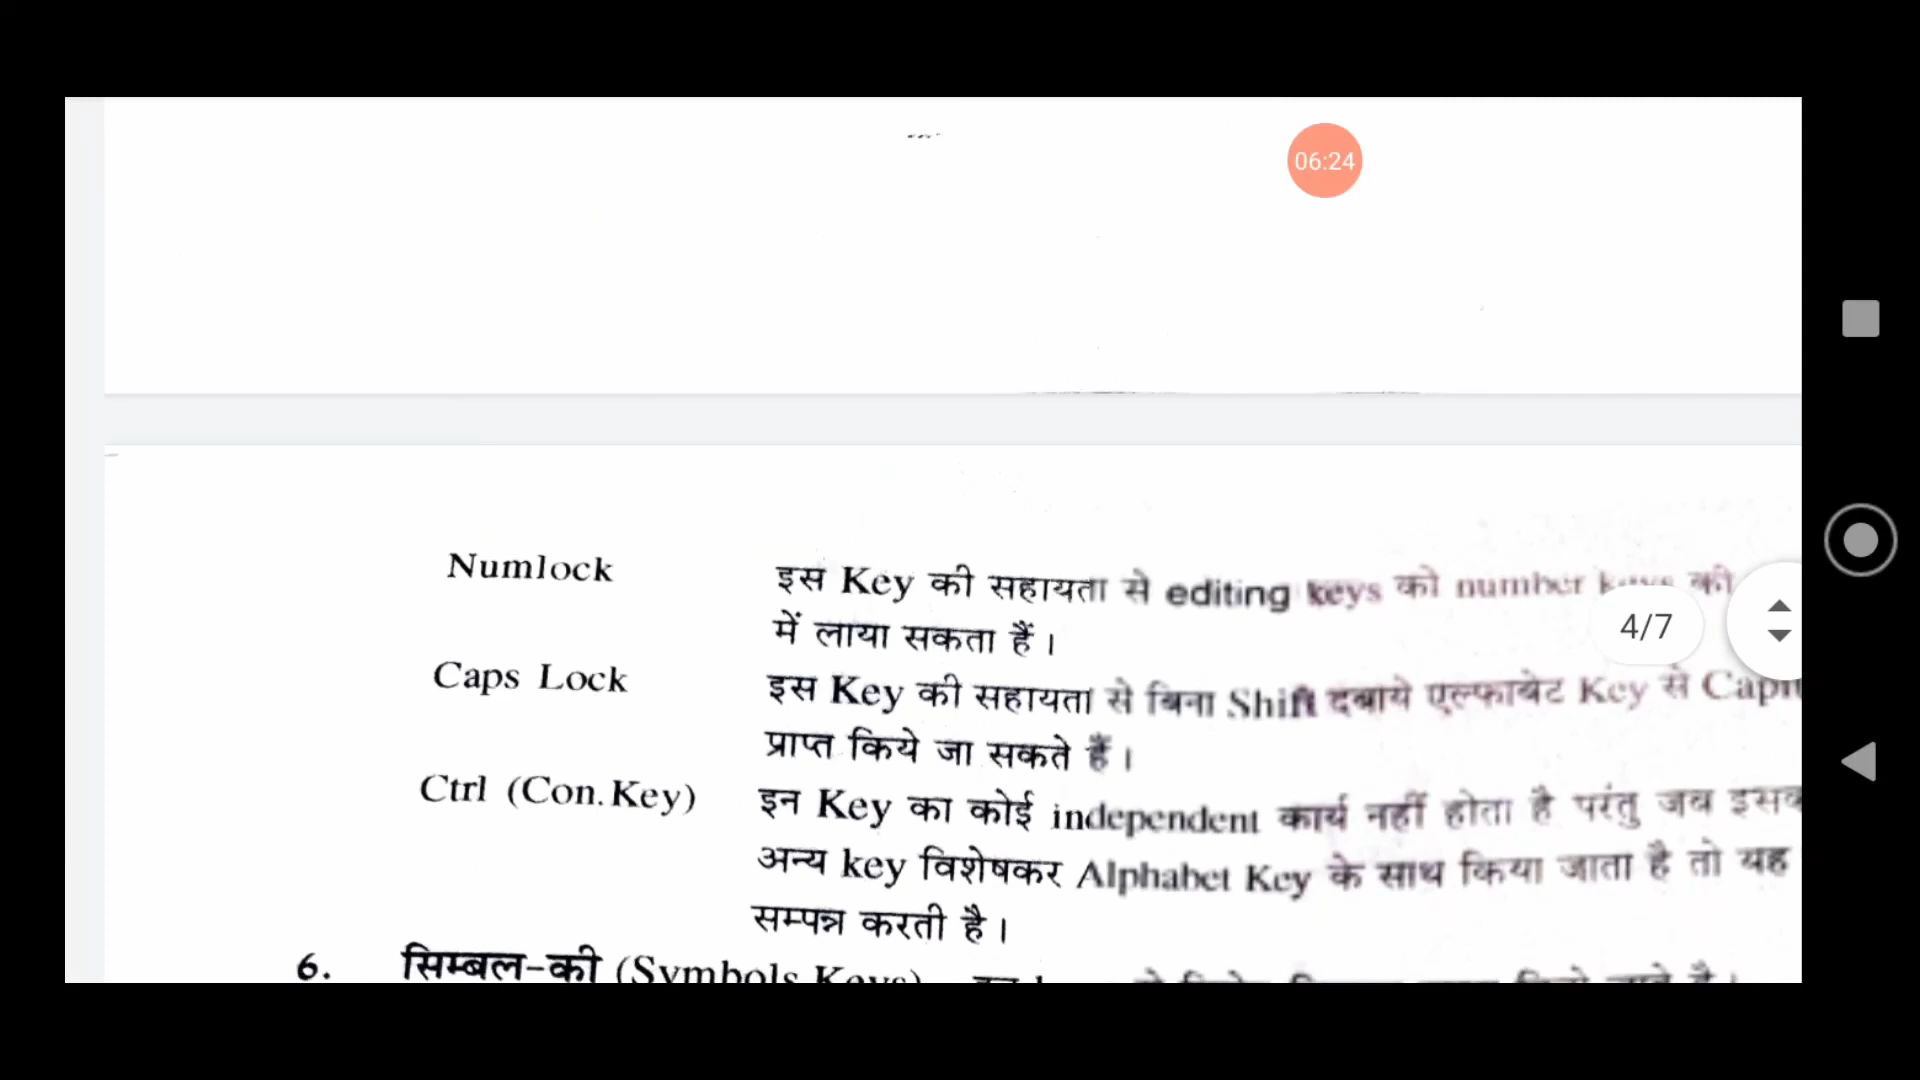 06:24
Numlock इस Key की सहायता से editing keys को number की
में लाया सकता हैं।
4/7
Caps Lock इस Key की सहायता से बिना Shift दबाये एल्फाबेट Key से
प्राप्त किये जा सकते हैं।
Ctrl (Con.Key) इन Key का कोई independent कार्य नहीं होता है परंतु जब
अन्य key विशेषकर Alphabet Key के साथ किया जाता है तो यह
सम्पन्न करती है।
6. सिम्बल-की (Symbols Keys)